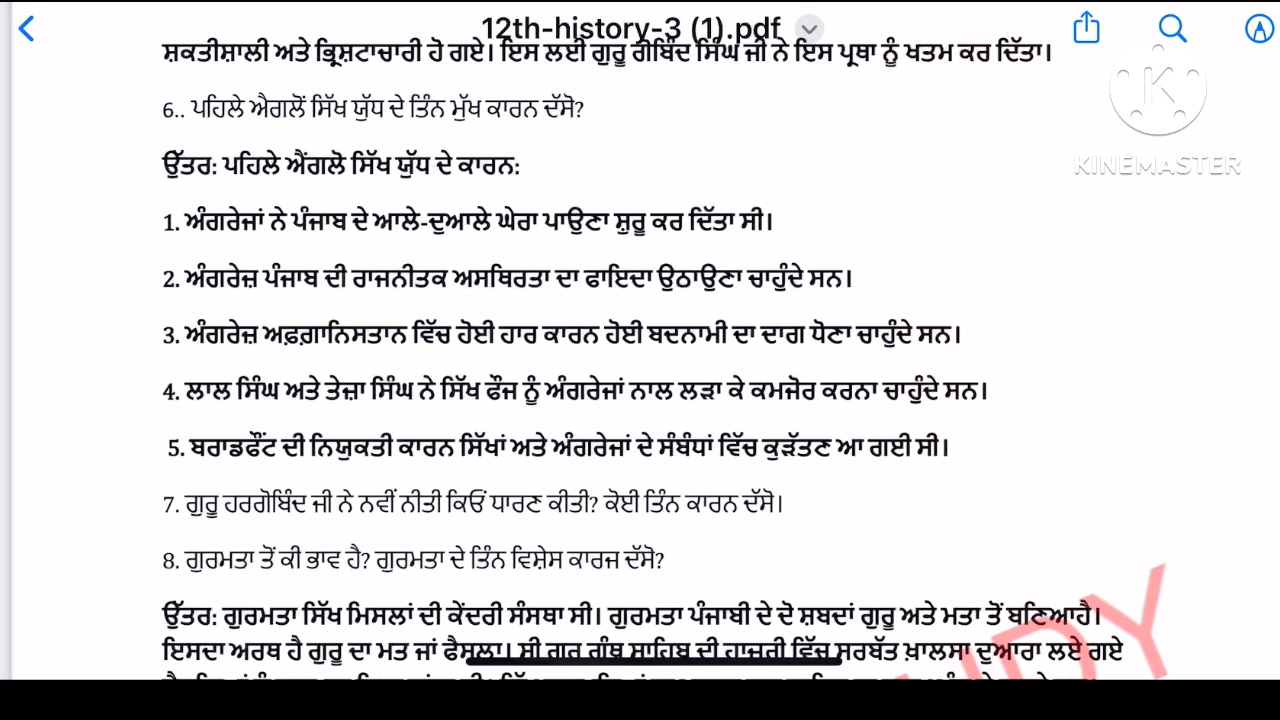 12th-history-3 (1).pdf
ਸ਼ਕਤੀਸ਼ਾਲੀ ਅਤੇ ਭ੍ਰਿਸ਼ਟਾਚਾਰੀ ਹੋ ਗਏ। ਇਸ ਲਈ ਗੁਰੂ ਗੋਬਿੰਦ ਸਿੰਘ ਜੀ ਨੇ ਇਸ ਪ੍ਰਥਾ ਨੂੰ ਖਤਮ ਕਰ ਦਿੱਤਾ।
KINEMASTER
6.. ਪਹਿਲੇ ਐਗਲੋਂ ਸਿੱਖ ਯੁੱਧ ਦੇ ਤਿੰਨ ਮੁੱਖ ਕਾਰਨ ਦੱਸੋ?
ਉੱਤਰ: ਪਹਿਲੇ ਐਂਗਲੋ ਸਿੱਖ ਯੁੱਧ ਦੇ ਕਾਰਨ:
1. ਅੰਗਰੇਜਾਂ ਨੇ ਪੰਜਾਬ ਦੇ ਆਲੇ-ਦੁਆਲੇ ਘੇਰਾ ਪਾਉਣਾ ਸ਼ੁਰੂ ਕਰ ਦਿੱਤਾ ਸੀ।
2. ਅੰਗਰੇਜ਼ ਪੰਜਾਬ ਦੀ ਰਾਜਨੀਤਕ ਅਸਥਿਰਤਾ ਦਾ ਫਾਇਦਾ ਉਠਾਉਣਾ ਚਾਹੁੰਦੇ ਸਨ।
3. ਅੰਗਰੇਜ਼ ਅਫ਼ਗ਼ਾਨਿਸਤਾਨ ਵਿੱਚ ਹੋਈ ਹਾਰ ਕਾਰਨ ਹੋਈ ਬਦਨਾਮੀ ਦਾ ਦਾਗ ਧੋਣਾ ਚਾਹੁੰਦੇ ਸਨ।
4. ਲਾਲ ਸਿੰਘ ਅਤੇ ਤੇਜ਼ਾ ਸਿੰਘ ਨੇ ਸਿੱਖ ਫੌਜ ਨੂੰ ਅੰਗਰੇਜਾਂ ਨਾਲ ਲੜਾ ਕੇ ਕਮਜੋਰ ਕਰਨਾ ਚਾਹੁੰਦੇ ਸਨ।
5. ਬਰਾਡਫੌਂਟ ਦੀ ਨਿਯੁਕਤੀ ਕਾਰਨ ਸਿੱਖਾਂ ਅਤੇ ਅੰਗਰੇਜਾਂ ਦੇ ਸੰਬੰਧਾਂ ਵਿੱਚ ਕੁੜੱਤਣ ਆ ਗਈ ਸੀ।
7. ਗੁਰੂ ਹਰਗੋਬਿੰਦ ਜੀ ਨੇ ਨਵੀਂ ਨੀਤੀ ਕਿਓਂ ਧਾਰਣ ਕੀਤੀ? ਕੋਈ ਤਿੰਨ ਕਾਰਨ ਦੱਸੋ।
8. ਗੁਰਮਤਾ ਤੋਂ ਕੀ ਭਾਵ ਹੈ? ਗੁਰਮਤਾ ਦੇ ਤਿੰਨ ਵਿਸ਼ੇਸ ਕਾਰਜ ਦੱਸੋ?
ਉੱਤਰ: ਗੁਰਮਤਾ ਸਿੱਖ ਮਿਸਲਾਂ ਦੀ ਕੇਂਦਰੀ ਸੰਸਥਾ ਸੀ। ਗੁਰਮਤਾ ਪੰਜਾਬੀ ਦੇ ਦੋ ਸ਼ਬਦਾਂ ਗੁਰੂ ਅਤੇ ਮਤਾ ਤੋਂ ਬਣਿਆਹੈ।
ਇਸਦਾ ਅਰਥ ਹੈ ਗੁਰੂ ਦਾ ਮਤ ਜਾਂ ਫੈਸਲਾ। ਸ਼੍ਰੀ ਗੁਰੂ ਗ੍ਰੰਥ ਸਾਹਿਬ ਦੀ ਹਾਜ਼ਰੀ ਵਿੱਚ ਸਰਬੱਤ ਖ਼ਾਲਸਾ ਦੁਆਰਾ ਲਏ ਗਏ